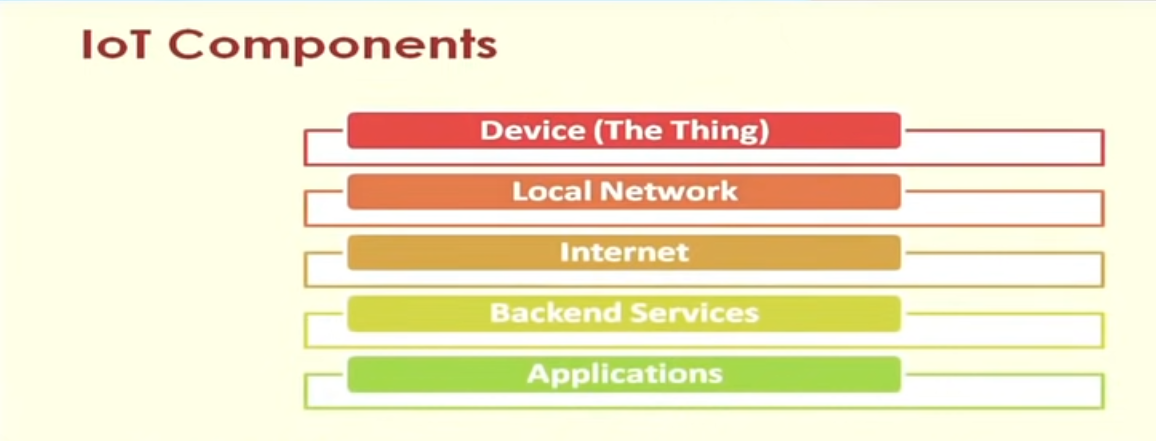 IoT Components
Device (The Thing)
Local Network
Internet
Backend Services
Applications